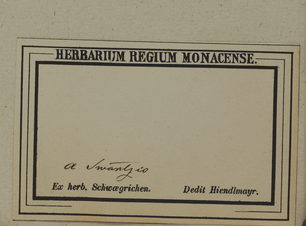 HERBARIUM REGIUM MONACENSE.
a Swartzio
Ex herb. Schwægrichen. Dedit Hiendlmayr.